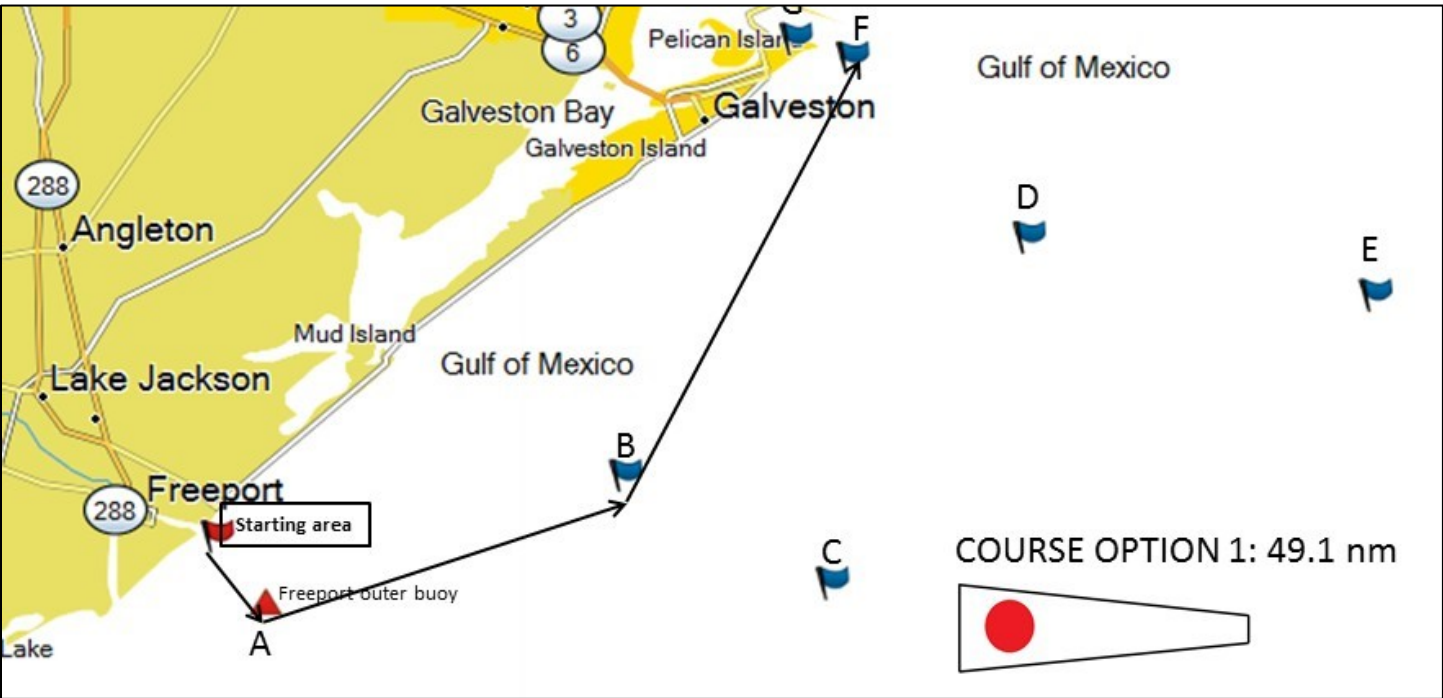 3
6
G
F
Pelican Islan
Gulf of Mexico
Galveston Bay
Galveston
Galveston Island
288
D
Angleton
E
Mud Island
Gulf of Mexico
Lake Jackson
B
Freeport
288
Starting area
C
COURSE OPTION 1: 49.1 nm
Freeport outer buoy
A
Lake